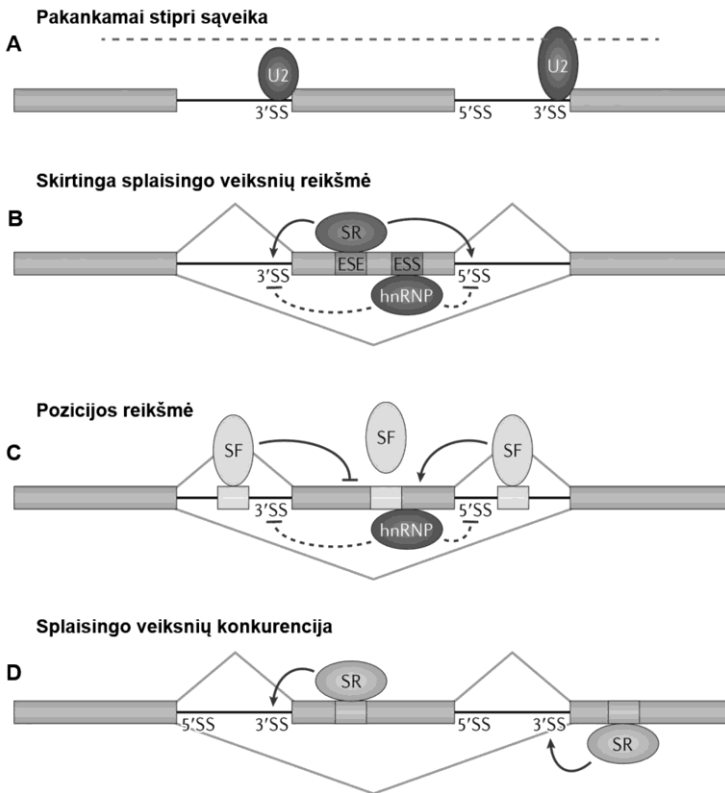 Pakankamai stipri sąveika
A
U2
U2
3'SS
5'SS
3'SS
Skirtinga splaisingo veiksnių reikšmė
B
SR
3'SS
ESE
ESS
5'SS
hnRNP
Pozicijos reikšmė
C
SF
SF
SF
3'SS
5'SS
hnRNP
Splaisingo veiksnių konkurencija
D
SR
5'SS
3'SS
5'SS
3'SS
SR